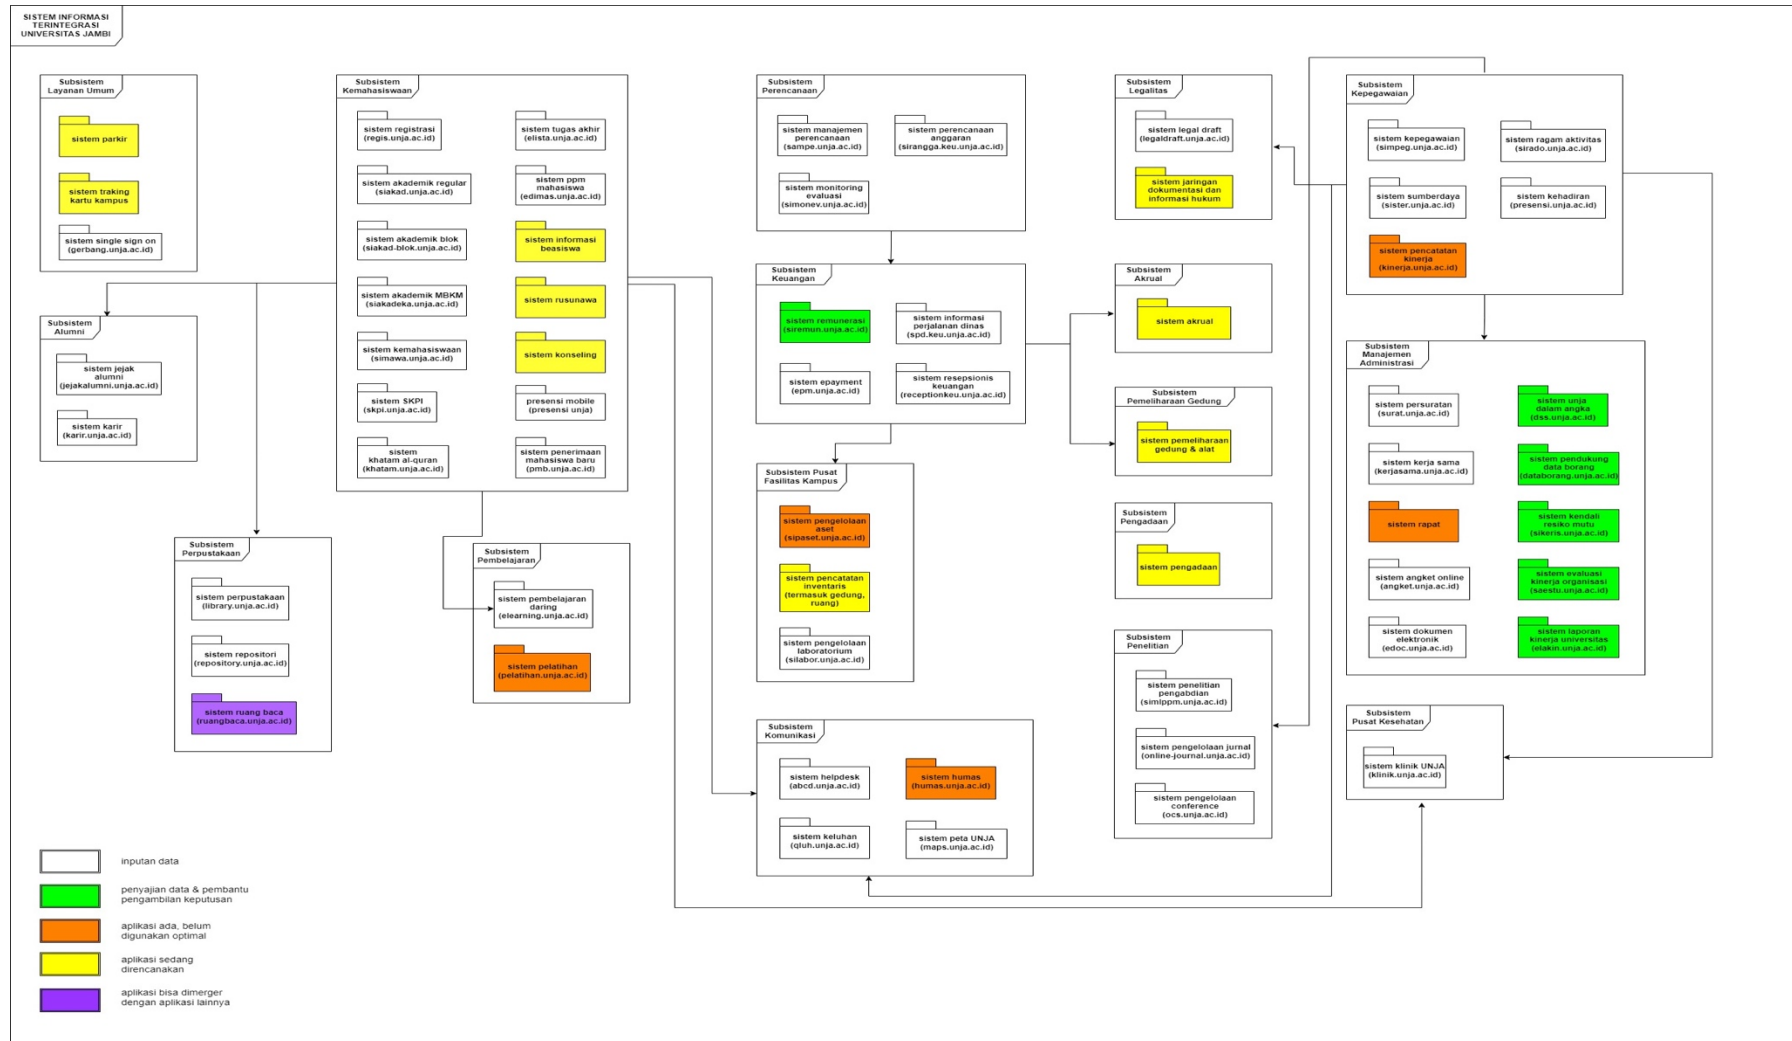 SISTEM INFORMASI
TERINTEGRASI
UNIVERSITAS JAMBI
Subsistem
Layanan Umum
sistem parkir
sistem traking
kartu kampus
sistem single sign on
(gerbang.unja.ac.id)
Subsistem
Alumni
sistem jejak
alumni
(jejakalumni.unja.ac.id)
sistem karir
(karir.unja.ac.id)
Subsistem
Kemahasiswaan
sistem registrasi
(regis.unja.ac.id)
sistem tugas akhir
(elista.unja.ac.id)
sistem akademik regular
(siakad.unja.ac.id)
sistem ppm
mahasiswa
(edimas.unja.ac.id)
sistem akademik blok
(siakad-blok.unja.ac.id)
sistem informasi
beasiswa
sistem akademik MBKM
(siakadeka.unja.ac.id)
sistem rusunawa
sistem kemahasiswaan
(simawa.unja.ac.id)
sistem konseling
sistem SKPI
(skpi.unja.ac.id)
presensi mobile
(presensi unja)
sistem
khatam al-quran
(khatam.unja.ac.id)
sistem penerimaan
mahasiswa baru
(pmb.unja.ac.id)
Subsistem
Perpustakaan
sistem perpustakaan
(library.unja.ac.id)
sistem repositori
(repository.unja.ac.id)
sistem ruang baca
(ruangbaca.unja.ac.id)
Subsistem
Pembelajaran
sistem pembelajaran
daring
(elearning.unja.ac.id)
sistem pelatihan
(pelatihan.unja.ac.id)
Subsistem
Perencanaan
sistem manajemen
perencanaan
(sampe.unja.ac.id)
sistem perencanaan
anggaran
(sirangga.keu.unja.ac.id)
sistem monitoring
evaluasi
(simonev.unja.ac.id)
Subsistem
Keuangan
sistem remunerasi
(siremun.unja.ac.id)
sistem informasi
perjalanan dinas
(spd.keu.unja.ac.id)
sistem epayment
(epm.unja.ac.id)
sistem resepsionis
keuangan
(receptionkeu.unja.ac.id)
Subsistem Pusat
Fasilitas Kampus
sistem pengelolaan
aset
(sipaset.unja.ac.id)
sistem pencatatan
inventaris
(termasuk gedung,
ruang)
sistem pengelolaan
laboratorium
(silabor.unja.ac.id)
Subsistem
Komunikasi
sistem helpdesk
(abcd.unja.ac.id)
sistem humas
(humas.unja.ac.id)
sistem keluhan
(qluh.unja.ac.id)
sistem peta UNJA
(maps.unja.ac.id)
Subsistem
Legalitas
sistem legal draft
(legaldraft.unja.ac.id)
sistem jaringan
dokumentasi dan
informasi hukum
Subsistem
Akrual
sistem akrual
Subsistem
Pemeliharaan Gedung
sistem pemeliharaan
gedung & alat
Subsistem
Pengadaan
sistem pengadaan
Subsistem
Penelitian
sistem penelitian
pengabdian
(simlppm.unja.ac.id)
sistem pengelolaan jurnal
(online-journal.unja.ac.id)
sistem pengelolaan
conference
(ocs.unja.ac.id)
Subsistem
Kepegawaian
sistem kepegawaian
(simpeg.unja.ac.id)
sistem ragam aktivitas
(sirado.unja.ac.id)
sistem sumberdaya
(sister.unja.ac.id)
sistem kehadiran
(presensi.unja.ac.id)
sistem pencatatan
kinerja
(kinerja.unja.ac.id)
Subsistem
Manajemen
Administrasi
sistem persuratan
(surat.unja.ac.id)
sistem unja
dalam angka
(dss.unja.ac.id)
sistem kerja sama
(kerjasama.unja.ac.id)
sistem pendukung
data borang
(databorang.unja.ac.id)
sistem rapat
sistem kendali
resiko mutu
(sikeris.unja.ac.id)
sistem angket online
(angket.unja.ac.id)
sistem evaluasi
kinerja organisasi
(saestu.unja.ac.id)
sistem dokumen
elektronik
(edoc.unja.ac.id)
sistem laporan
kinerja universitas
(elakin.unja.ac.id)
Subsistem
Pusat Kesehatan
sistem klinik UNJA
(klinik.unja.ac.id)
inputan data
penyajian data & pembantu
pengambilan keputusan
aplikasi ada, belum
digunakan optimal
aplikasi sedang
direncanakan
aplikasi bisa dimerger
dengan aplikasi lainnya